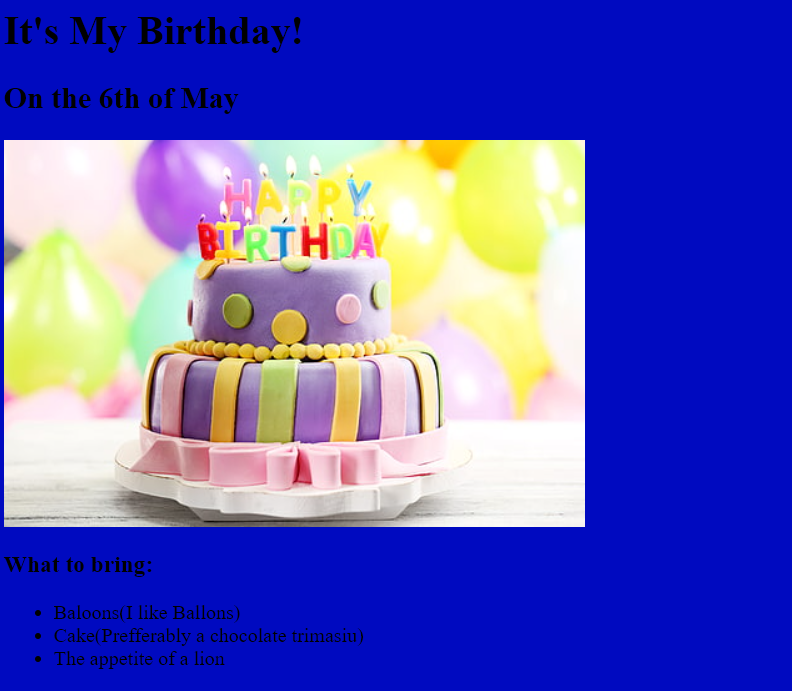 It's My Birthday!
On the 6th of May
HAPPY
BIRTHDAY
What to bring:
Baloons(I like Ballons)
Cake(Prefferably a chocolate trimasiu)
The appetite of a lion